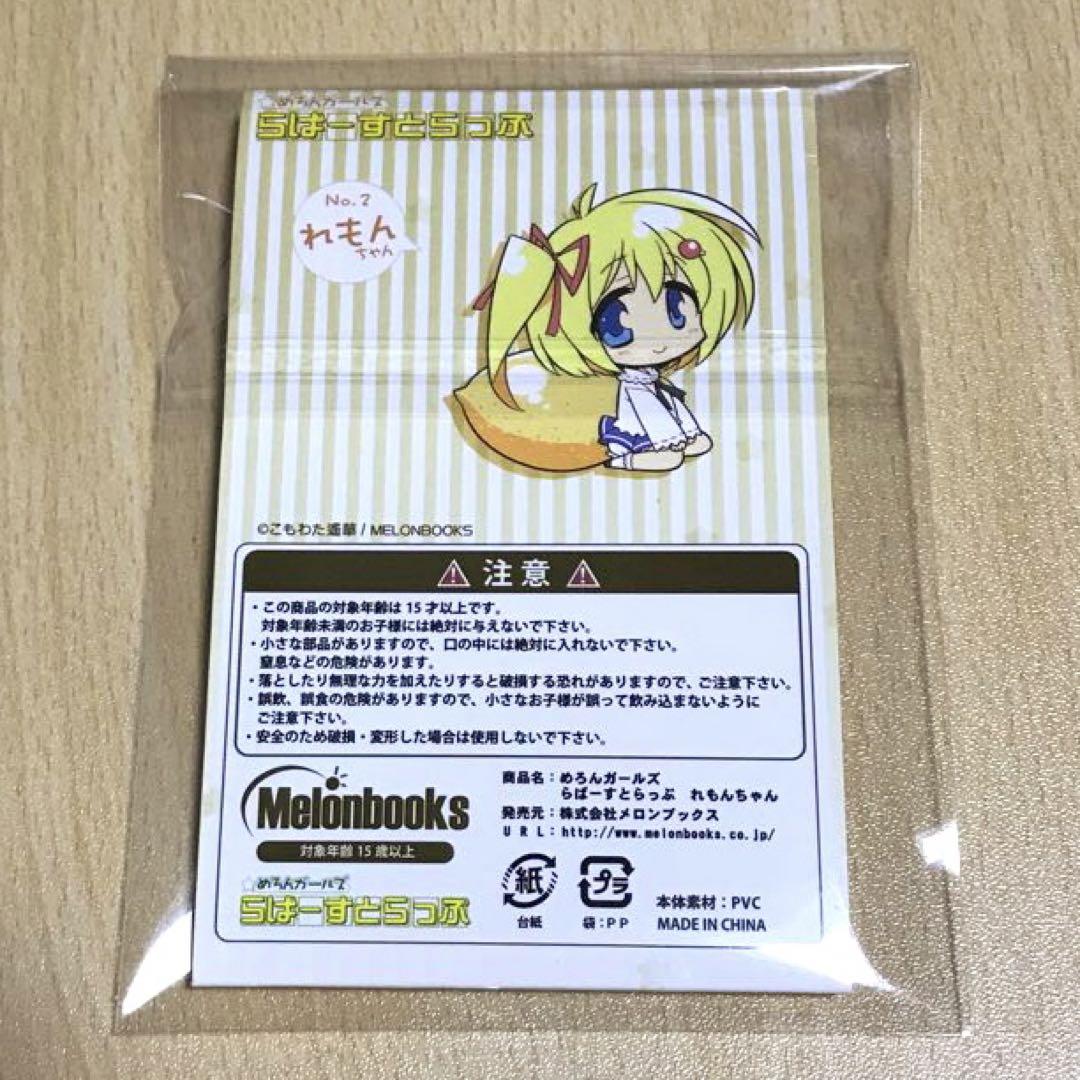 めろんガールズ
らばーすとらっぷ
No.2
れもん
ちゃん
©こもわた遙華 / MELONBOOKS
注意
・この商品の対象年齢は 15 才以上です。
対象年齢未満のお子様には絶対に与えないで下さい。
・小さな部品がありますので、口の中には絶対に入れないで下さい。
窒息などの危険があります。
・落としたり無理な力を加えたりすると破損する恐れがありますので、ご注意下さい。
・誤飲、誤食の危険がありますので、小さなお子様が誤って飲み込まないように
ご注意下さい。
・安全のため破損・変形した場合は使用しないで下さい。
Melonbooks
対象年齢 15 歳以上
めろんガールズ
らばーすとらっぷ
商品名：めろんガールズ
らばーすとらっぷ れもんちゃん
発売元：株式会社メロンブックス
ＵＲＬ：http://www.melonbooks.co.jp/
紙
台紙
プラ
袋：PP
本体素材：PVC
MADE IN CHINA